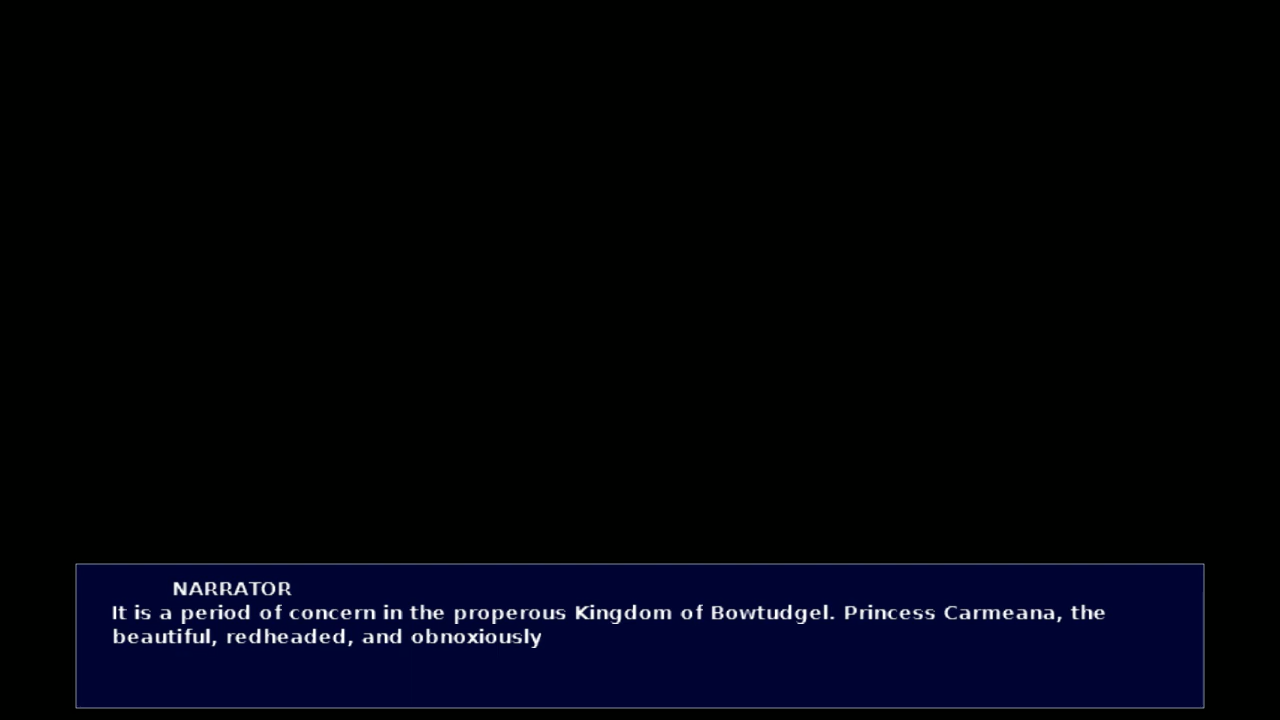 NARRATOR
It is a period of concern in the properous Kingdom of Bowtudgel. Princess Carmeana, the
beautiful, redheaded, and obnoxiously